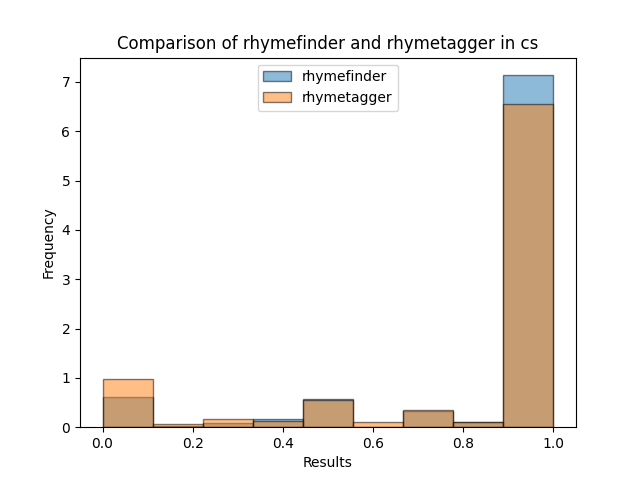 Comparison of rhymefinder and rhymetagger in cs
rhymefinder
rhymetagger
Frequency
7
6
5
4
3
2
1
0
0.0 0.2 0.4 0.6 0.8 1.0
Results